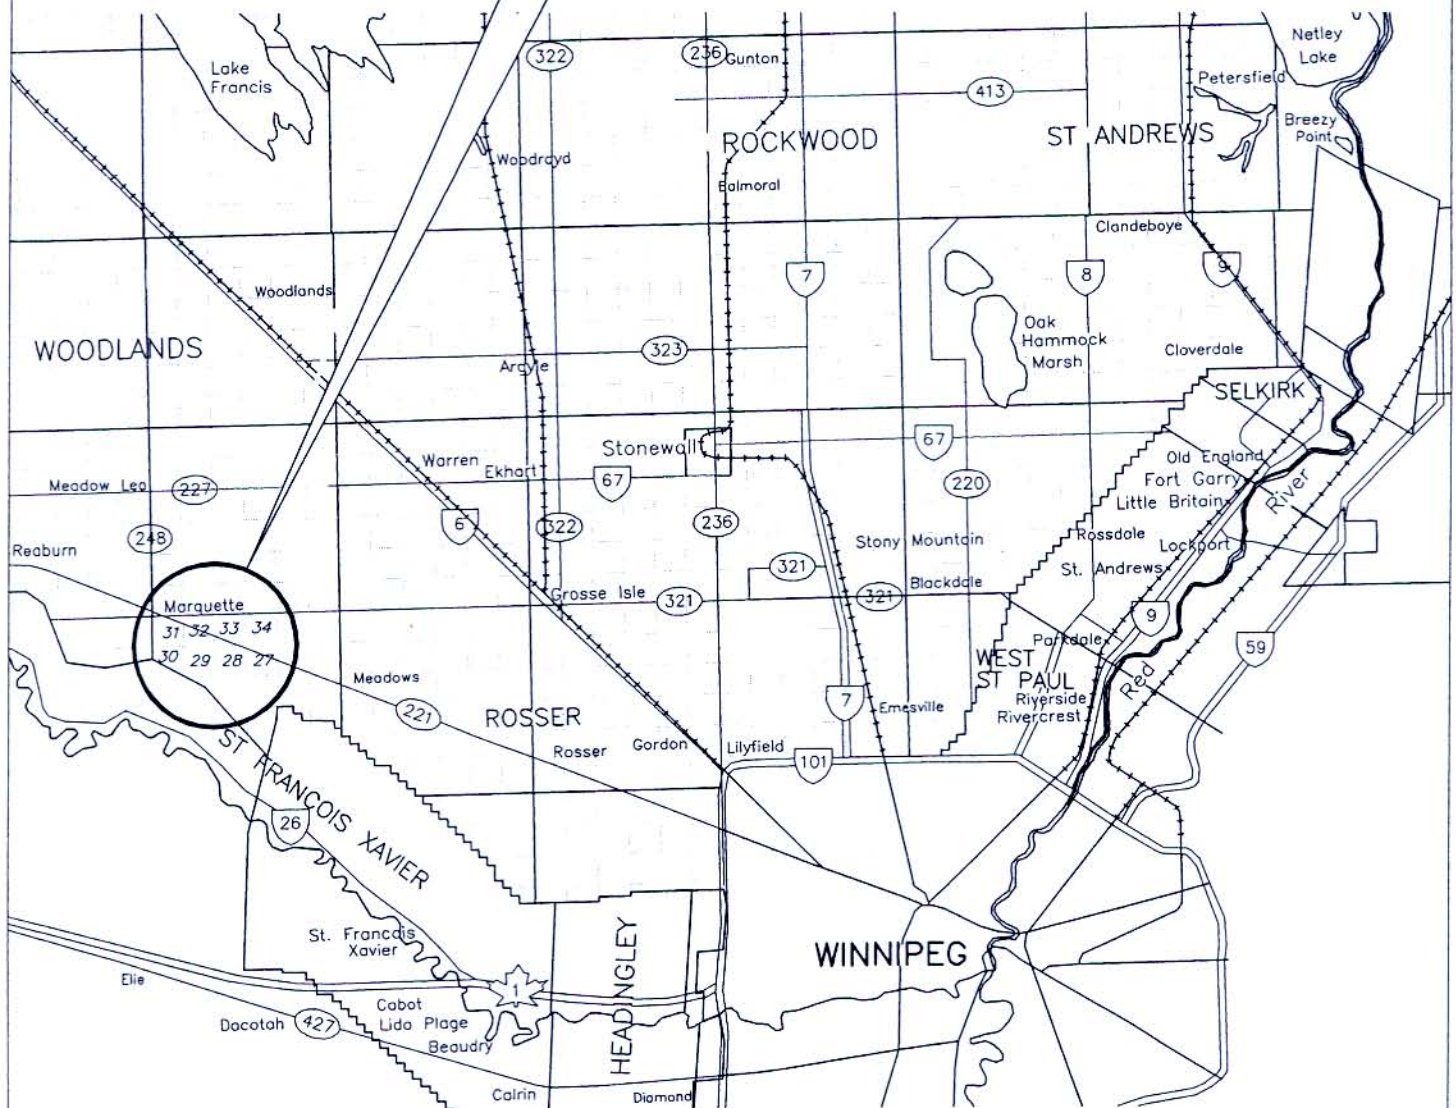 322
236
Gunton
413
Netley
Lake
Petersfield
Breezy
Point
Lake
Francis
ROCKWOOD
ST ANDREWS
Woodroyd
Balmoral
Clandeboye
7
8
9
Woodlands
WOODLANDS
323
Argyle
Oak
Hammock
Marsh
Cloverdale
SELKIRK
Stonewall
67
Warren
Ekhart
67
Meadow Lea
227
220
Old England
Fort Garry
Little Britain
River
248
6
322
236
Reaburn
Stony Mountain
Rossdale
Lockport
321
St. Andrews
Blackdale
Grosse Isle
321
321
Marquette
31 32 33 34
30 29 28 27
9
Parkdale
59
WEST
ST PAUL
Red
Riverside
Rivercrest
Meadows
221
ROSSER
7
Emesville
Rosser
Gordon
Lilyfield
101
ST FRANCOIS XAVIER
26
St. Francois
Xavier
HEADINGLEY
WINNIPEG
Elie
1
Cabot
Lido Plage
Dacotah
427
Beaudry
Calrin
Diamond